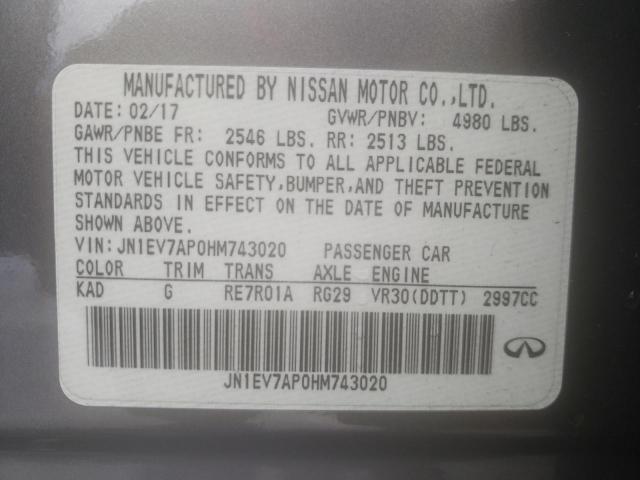 MANUFACTURED BY NISSAN MOTOR CO.,LTD.
DATE: 02/17 GVWR/PNBV: 4980 LBS.
GAWR/PNBE FR: 2546 LBS. RR: 2513 LBS.
THIS VEHICLE CONFORMS TO ALL APPLICABLE FEDERAL
MOTOR VEHICLE SAFETY,BUMPER,AND THEFT PREVENTION
STANDARDS IN EFFECT ON THE DATE OF MANUFACTURE
SHOWN ABOVE.
VIN:JN1EV7AP0HM743020 PASSENGER CAR
COLOR TRIM TRANS AXLE ENGINE
KAD G RE7R01A RG29 VR30(DDTT) 2997CC
JN1EV7AP0HM743020